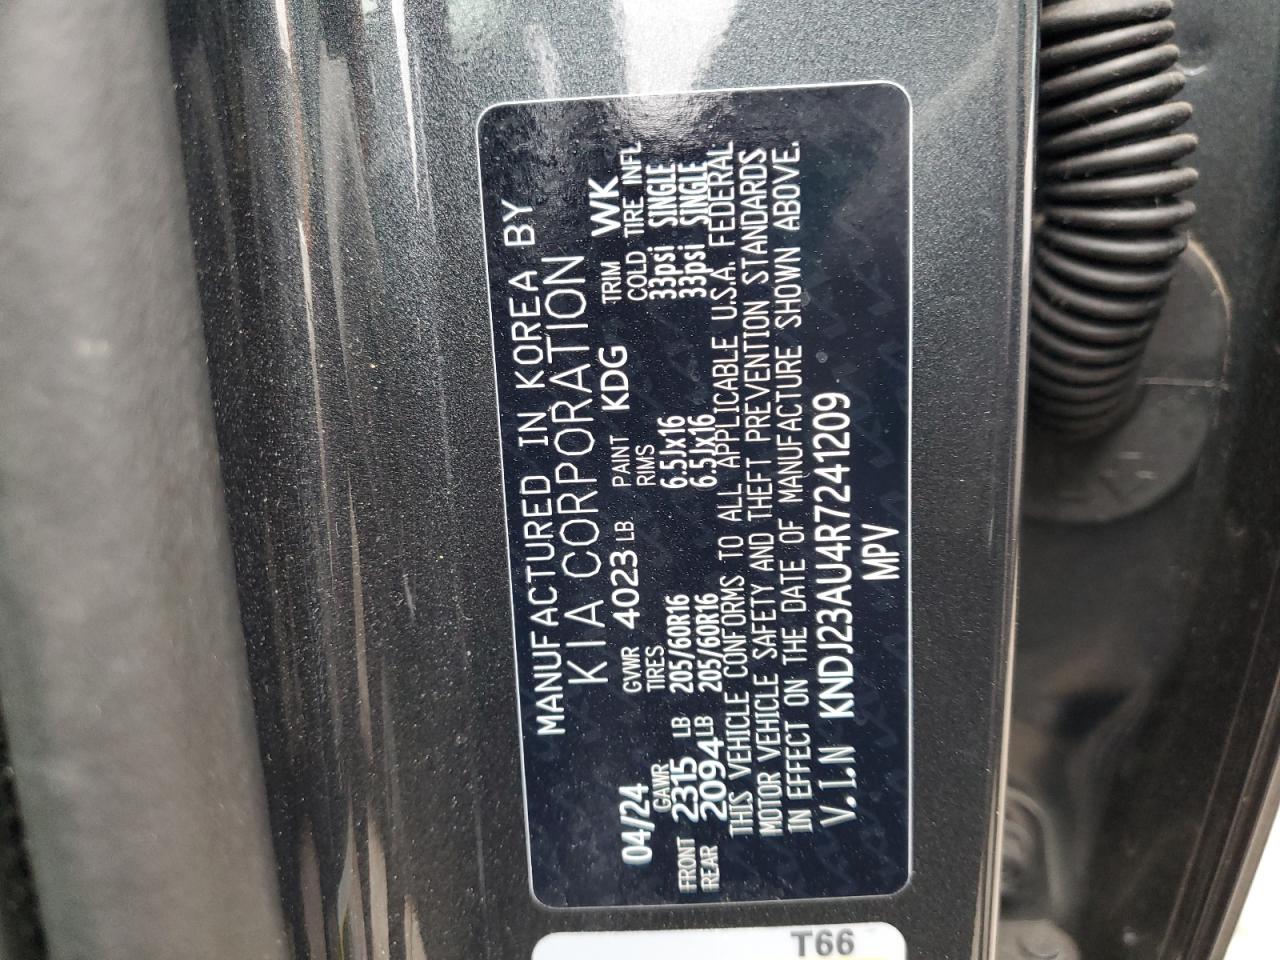 MANUFACTURED IN KOREA BY
KIA CORPORATION
04/24 GVWR 4023 LB PAINT KDG TRIM WK
GAWR TIRES RIMS COLD TIRE INFL
FRONT 2315 LB 205/60R16 6.5Jx16 33psi SINGLE
REAR 2094 LB 205/60R16 6.5Jx16 33psi SINGLE
THIS VEHICLE CONFORMS TO ALL APPLICABLE U.S.A. FEDERAL
MOTOR VEHICLE SAFETY AND THEFT PREVENTION STANDARDS
IN EFFECT ON THE DATE OF MANUFACTURE SHOWN ABOVE.
V.I.N KNDJ23AU4R7241209
MPV
T66